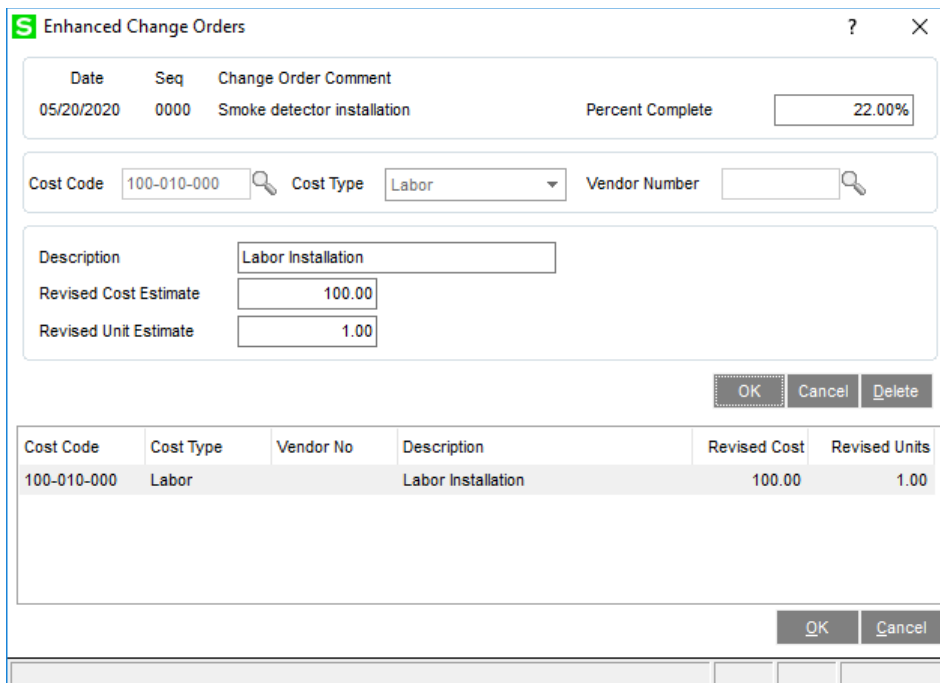 S Enhanced Change Orders ?
Date Seq Change Order Comment
05/20/2020 0000 Smoke detector installation Percent Complete 22.00%
Cost Code 100-010-000 Cost Type Labor Vendor Number
Description Labor Installation
Revised Cost Estimate 100.00
Revised Unit Estimate 1.00
OK Cancel Delete
Cost Code Cost Type Vendor No Description Revised Cost Revised Units
100-010-000 Labor Labor Installation 100.00 1.00
OK Cancel